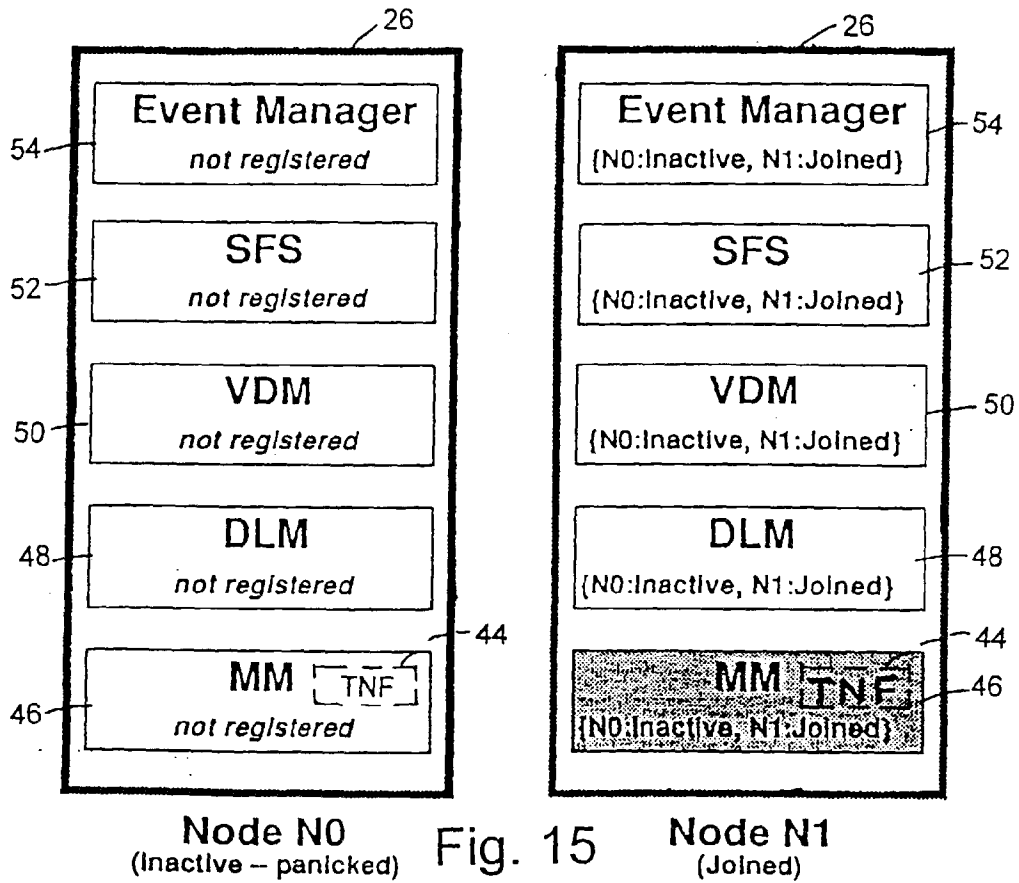 26
Event Manager
not registered
54
SFS
not registered
52
VDM
not registered
50
DLM
not registered
48
44
MM
TNF
not registered
46
Node N0
(Inactive – panicked)
26
Event Manager
{N0:Inactive, N1:Joined}
54
SFS
{N0:Inactive, N1:Joined}
52
VDM
{N0:Inactive, N1:Joined}
50
DLM
{N0:Inactive, N1:Joined}
48
44
MM
TNF
{N0:Inactive, N1:Joined}
46
Node N1
(Joined)
Fig. 15